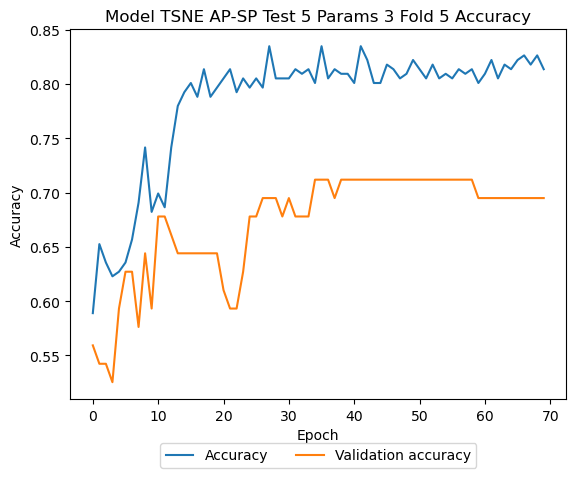 Model TSNE AP-SP Test 5 Params 3 Fold 5 Accuracy
0.85
0.80
0.75
0.70
0.65
0.60
0.55
Accuracy
0 10 20 30 40 50 60 70
Epoch
Accuracy Validation accuracy